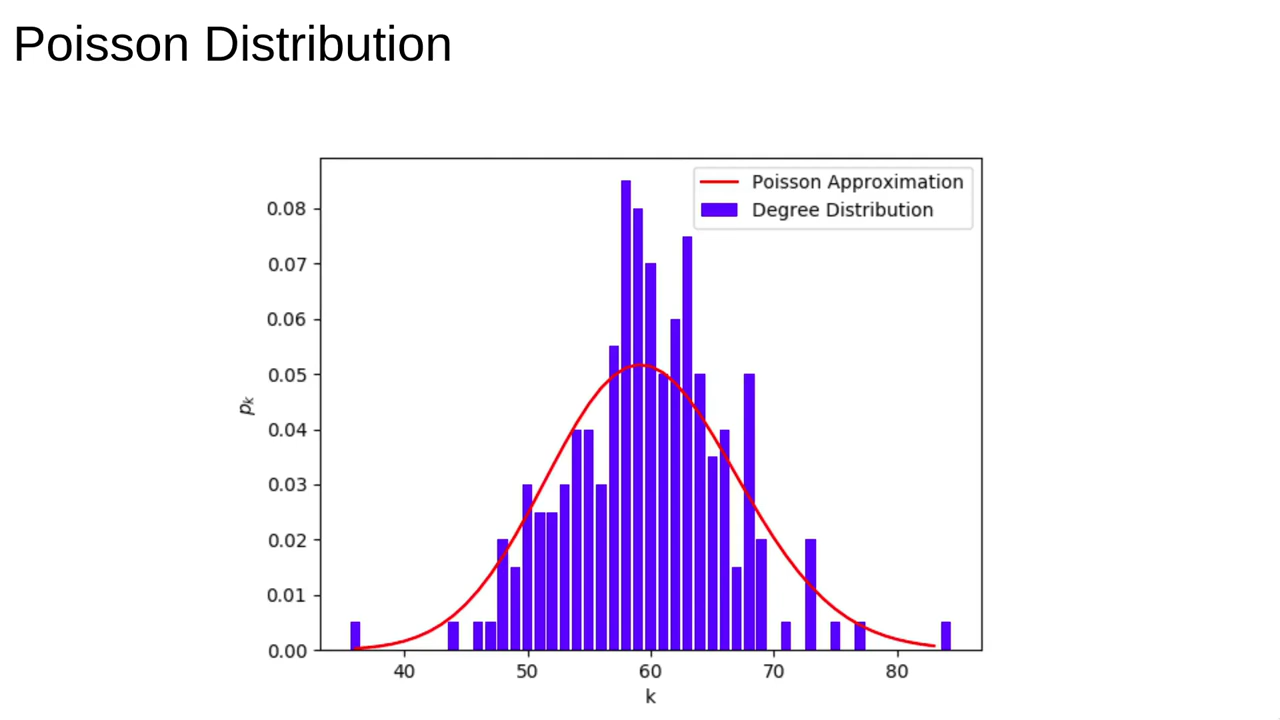 Poisson Distribution
Poisson Approximation
Degree Distribution
0.08
0.07
0.06
0.05
0.04
0.03
0.02
0.01
0.00
p_k
40 50 60 70 80
k